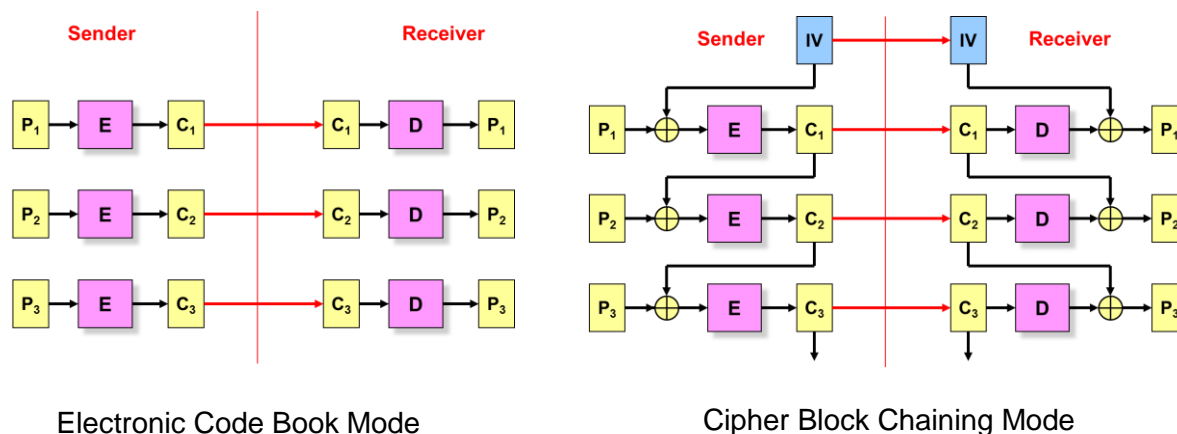 Sender Receiver
P1 E C1 C1 D P1
P2 E C2 C2 D P2
P3 E C3 C3 D P3
Electronic Code Book Mode
Sender IV IV Receiver
P1 E C1 C1 D P1
P2 E C2 C2 D P2
P3 E C3 C3 D P3
Cipher Block Chaining Mode